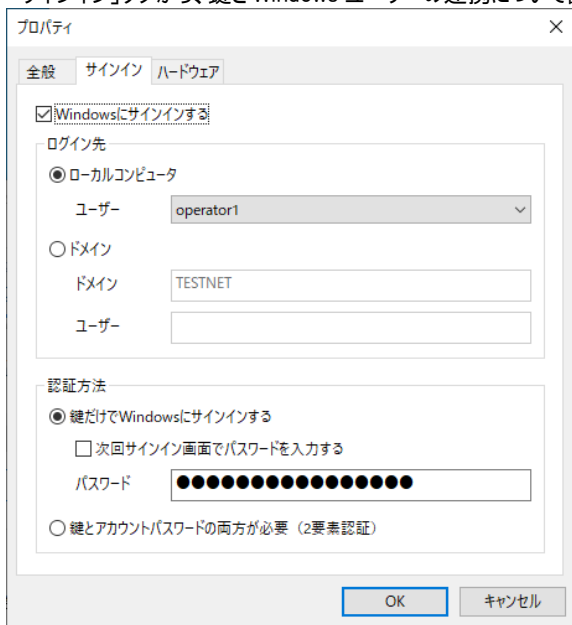 プロパティ
全般 サインイン ハードウェア
Windowsにサインインする
ログイン先
ローカルコンピュータ
ユーザー operator1
ドメイン
ドメイン TESTNET
ユーザー
認証方法
鍵だけでWindowsにサインインする
次回サインイン画面でパスワードを入力する
パスワード ●●●●●●●●●●●●●●●●
鍵とアカウントパスワードの両方が必要（2要素認証）
OK キャンセル